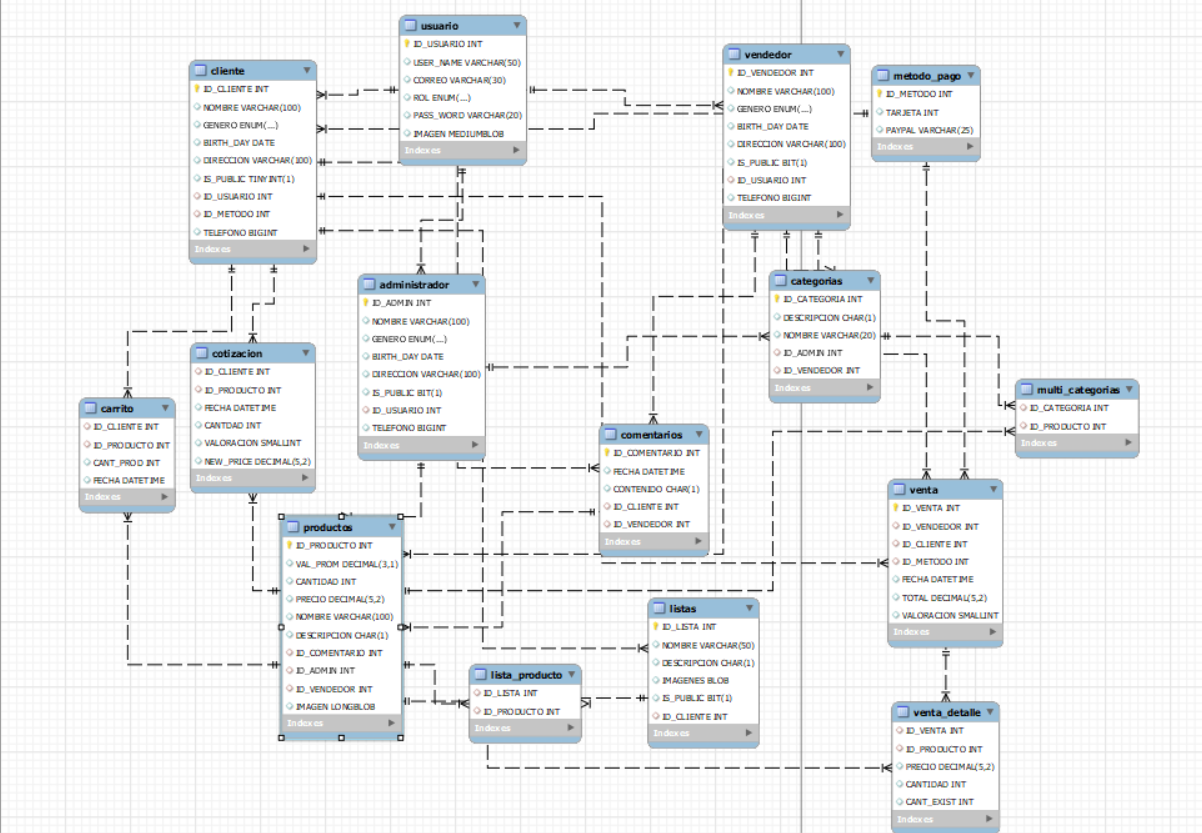 usuario
ID_USUARIO INT
USER_NAME VARCHAR(50)
CORREO VARCHAR(30)
ROL ENUM(...)
PASS_WORD VARCHAR(20)
IMAGEN MEDIUMBLOB
Indexes
cliente
ID_CLIENTE INT
NOMBRE VARCHAR(100)
GENERO ENUM(...)
BIRTH_DAY DATE
DIRECCION VARCHAR(100)
IS_PUBLIC TINYINT(1)
ID_USUARIO INT
ID_METODO INT
TELEFONO BIGINT
Indexes
vendedor
ID_VENDEDOR INT
NOMBRE VARCHAR(100)
GENERO ENUM(...)
BIRTH_DAY DATE
DIRECCION VARCHAR(100)
IS_PUBLIC BIT(1)
ID_USUARIO INT
TELEFONO BIGINT
Indexes
metodo_pago
ID_METODO INT
TARJETA INT
PAYPAL VARCHAR(25)
Indexes
administrador
ID_ADMIN INT
NOMBRE VARCHAR(100)
GENERO ENUM(...)
BIRTH_DAY DATE
DIRECCION VARCHAR(100)
IS_PUBLIC BIT(1)
ID_USUARIO INT
TELEFONO BIGINT
Indexes
categorias
ID_CATEGORIA INT
DESCRIPCION CHAR(1)
NOMBRE VARCHAR(20)
ID_ADMIN INT
ID_VENDEDOR INT
Indexes
cotizacion
ID_CLIENTE INT
ID_PRODUCTO INT
FECHA DATETIME
CANTDAD INT
VALORACION SMALLINT
NEW_PRICE DECIMAL(5,2)
Indexes
multi_categorias
ID_CATEGORIA INT
ID_PRODUCTO INT
Indexes
carrito
ID_CLIENTE INT
ID_PRODUCTO INT
CANT_PROD INT
FECHA DATETIME
Indexes
comentarios
ID_COMENTARIO INT
FECHA DATETIME
CONTENIDO CHAR(1)
ID_CLIENTE INT
ID_VENDEDOR INT
Indexes
venta
ID_VENTA INT
ID_VENDEDOR INT
ID_CLIENTE INT
ID_METODO INT
FECHA DATETIME
TOTAL DECIMAL(5,2)
VALORACION SMALLINT
Indexes
productos
ID_PRODUCTO INT
VAL_PROM DECIMAL(3,1)
CANTIDAD INT
PRECIO DECIMAL(5,2)
NOMBRE VARCHAR(100)
DESCRIPCION CHAR(1)
ID_COMENTARIO INT
ID_ADMIN INT
ID_VENDEDOR INT
IMAGEN LONGBLOB
Indexes
listas
ID_LISTA INT
NOMBRE VARCHAR(50)
DESCRIPCION CHAR(1)
IMAGENES BLOB
IS_PUBLIC BIT(1)
ID_CLIENTE INT
Indexes
lista_producto
ID_LISTA INT
ID_PRODUCTO INT
Indexes
venta_detalle
ID_VENTA INT
ID_PRODUCTO INT
PRECIO DECIMAL(5,2)
CANTIDAD INT
CANT_EXIST INT
Indexes